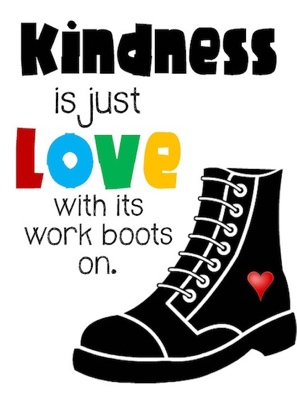 Kindness
is just
LOVE
with its
work boots
on.